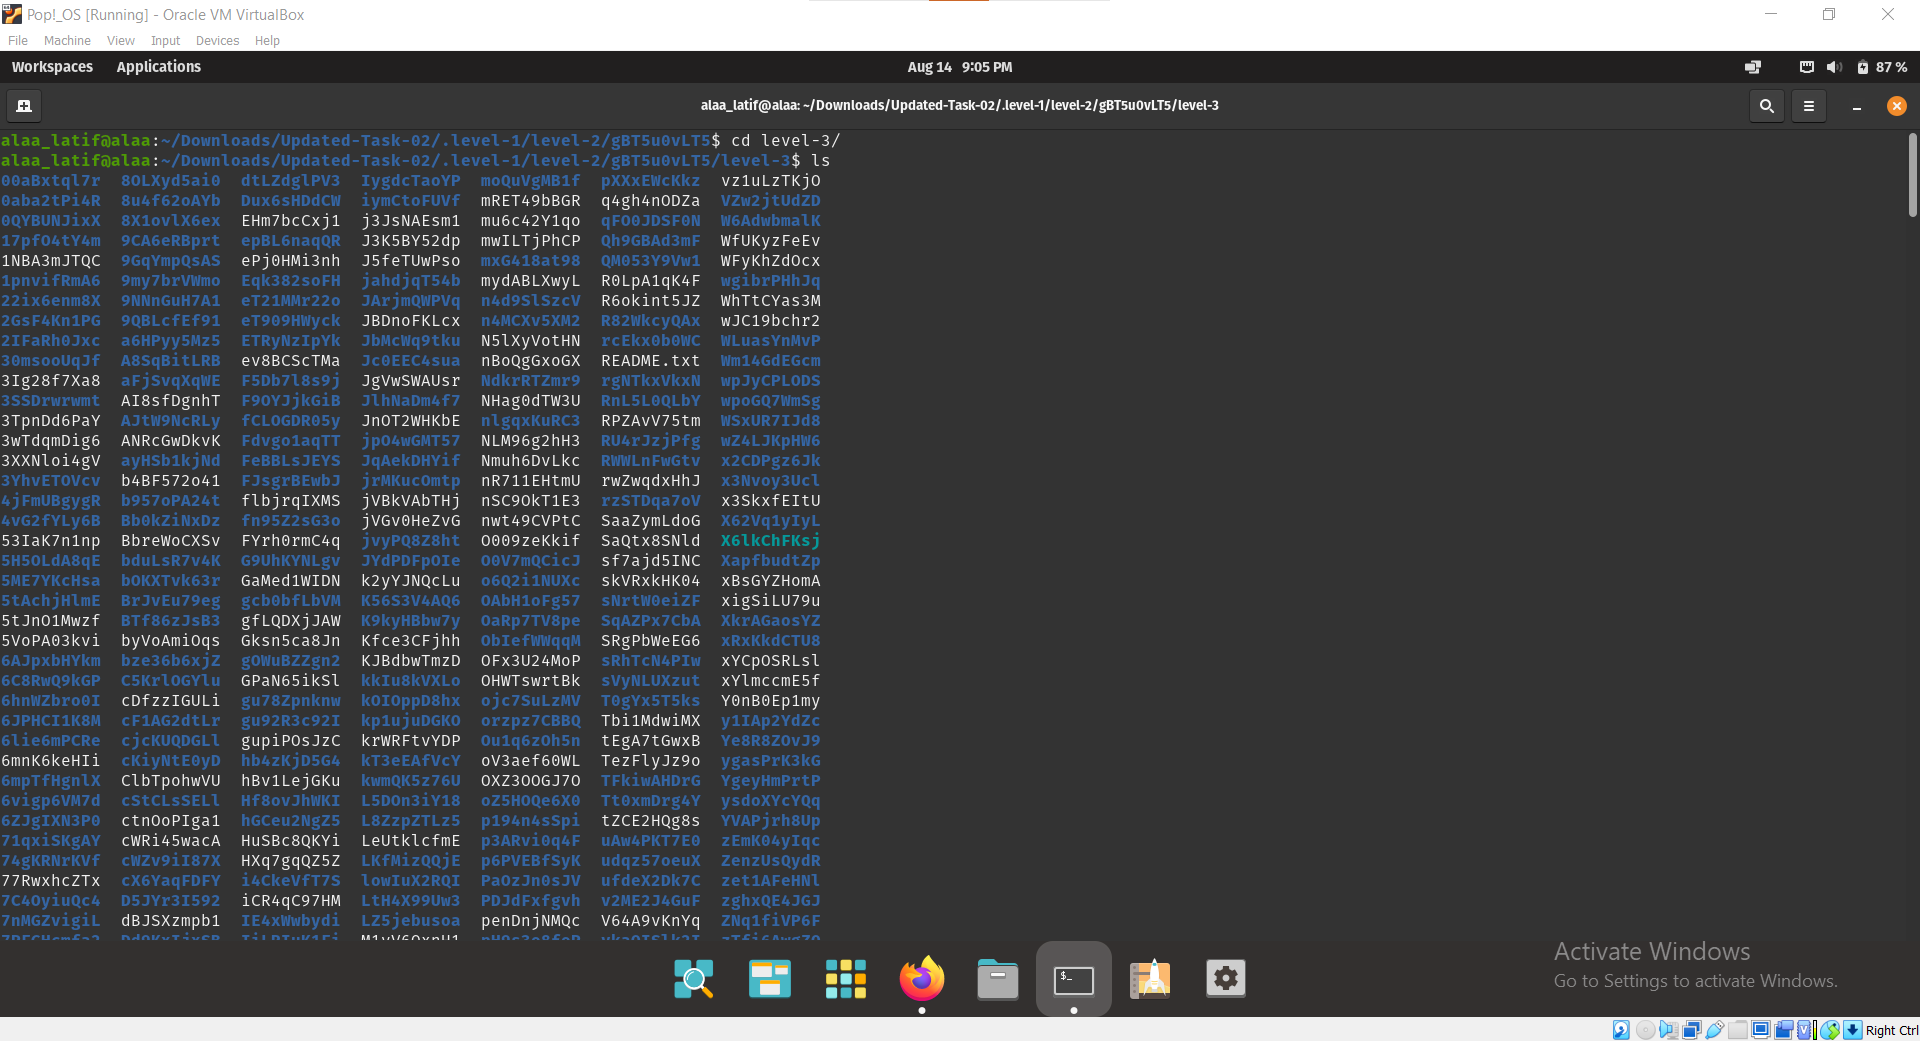 Pop!_OS [Running] - Oracle VM VirtualBox
File Machine View Input Devices Help
Workspaces Applications Aug 14 9:05 PM 87 %
alaa_latif@alaa: ~/Downloads/Updated-Task-02/.level-1/level-2/gBT5u0vLT5/level-3
alaa_latif@alaa:~/Downloads/Updated-Task-02/.level-1/level-2/gBT5u0vLT5$ cd level-3/
alaa_latif@alaa:~/Downloads/Updated-Task-02/.level-1/level-2/gBT5u0vLT5/level-3$ ls
00aBxtql7r 8OLXyd5ai0 dtLZdglPV3 IygdcTaoYP moQuVgMB1f pXXxEWcKkz vz1uLzTKjO
0aba2tPi4R 8u4f62oAYb Dux6sHDdCW iymCtoFUVf mRET49bBGR q4gh4nODZa VZw2jtUdZD
0QYBUNJixX 8X1ovlX6ex EHm7bcCxj1 j3JsNAEsm1 mu6c42Y1qo qFO0JDSF0N W6AdwbmalK
17pfO4tY4m 9CA6eRBprt epBL6naqQR J3K5BY52dp mwILTjPhCP Qh9GBAd3mF WfUKyzFeEv
1NBA3mJTQC 9GqYmpQsAS ePj0HMi3nh J5feTUwPso mxG418at98 QM053Y9Vw1 WFyKhZdOcx
1pnvifRmA6 9my7brVWmo Eqk382soFH jahdjqT54b mydABLXwyL R0LpA1qK4F wgibrPHhJq
22ix6enm8X 9NNnGuH7A1 eT21MMr22o JArjmQWPVq n4d9SlSzcV R6okint5JZ WhTtCYas3M
2GsF4Kn1PG 9QBLcfEf91 eT909HWyck JBDnoFKLcx n4MCXv5XM2 R82WkcyQAx wJC19bchr2
2IFaRh0Jxc a6HPyy5Mz5 ETRyNzIpYk JbMcWq9tku N5lXyVotHN rcEkx0b0WC WLuasYnMvP
30msooUqJf A8SqBitLRB ev8BCScTMa Jc0EEC4sua nBoQgGxoGX README.txt Wm14GdEGcm
3Ig28f7Xa8 aFjSvqXqWE F5Db7l8s9j JgVwSWAUsr NdkrRTZmr9 rgNTkxVkxN wpJyCPLODS
3SSDrwrwmt AI8sfDgnhT F9OYJjkGiB JlhNaDm4f7 NHag0dTW3U RnL5L0QLbY wpoGQ7WmSg
3TpnDd6PaY AJtW9NcRLy fCLOGDR05y JnOT2WHKbE nlgqxKuRC3 RPZAvV75tm WSxUR7IJd8
3wTdqmDig6 ANRcGwDkvK Fdvgo1aqTT jpO4wGMT57 NLM96g2hH3 RU4rJzjPfg wZ4LJKpHW6
3XXNloi4gV ayHSb1kjNd FeBBLsJEYS JqAekDHYif Nmuh6DvLkc RWWLnFwGtv x2CDPgz6Jk
3YhvETOVcv b4BF572o41 FJsgrBEwbJ jrMKucOmtp nR711EHtmU rwZwqdxHhJ x3Nvoy3Ucl
4jFmUBgygR b957oPA24t flbjrqIXMS jVBkVAbTHj nSC9OkT1E3 rzSTDqa7oV x3SkxfEItU
4vG2fYLy6B Bb0kZiNxDz fn95Z2sG3o jVGv0HeZvG nwt49CVPtC SaaZymLdoG X62Vq1yIyL
53IaK7n1np BbreWoCXSv FYrh0rmC4q jvyPQ8Z8ht O009zeKkif SaQtx8SNld X6lkChFKsj
5H5OLdA8qE bduLsR7v4K G9UhKYNLgv JYdPDFpOIe O0V7mQCicJ sf7ajd5INC XapfbudtZp
5ME7YKcHsa bOKXTvk63r GaMed1WIDN k2yYJNQcLu o6Q2i1NUXc skVRxkHK04 xBsGYZHomA
5tAchjHlmE BrJvEu79eg gcb0bfLbVM K56S3V4AQ6 OAbH1oFg57 sNrtW0eiZF xigSiLU79u
5tJnO1Mwzf BTf86zJsB3 gfLQDXjJAW K9kyHBbw7y OaRp7TV8pe SqAZPx7CbA XkrAGaosYZ
5VoPA03kvi byVoAmiOqs Gksn5ca8Jn Kfce3CFjhh ObIefWWqqM SRgPbWeEG6 xRxKkdCTU8
6AJpxbHYkm bze36b6xjZ gOWuBZZgn2 KJBdbwTmzD OFx3U24MoP sRhTcN4PIw xYCpOSRLsl
6C8RwQ9kGP C5KrlOGYlu GPaN65ikSl kkIu8kVXLo OHWTswrtBk sVyNLUXzut xYlmccmE5f
6hnWZbro0I cDfzzIGULi gu78Zpnknw kOIOppD8hx ojc7SuLzMV T0gYx5T5ks Y0nB0Ep1my
6JPHCI1K8M cF1AG2dtLr gu92R3c92I kp1ujuDGKO orzpz7CBBQ Tbi1MdwiMX y1IAp2YdZc
6lie6mPCRe cjcKUQDGLl gupiPOsJzC krWRFtvYDP Ou1q6zOh5n tEgA7tGwxB Ye8R8ZOvJ9
6mnK6keHIi cKiyNtE0yD hb4zKjD5G4 kT3eEAfVcY oV3aef60WL TezFlyJz9o ygasPrK3kG
6mpTfHgnlX ClbTpohwVU hBv1LejGKu kwmQK5z76U OXZ3OOGJ7O TFkiwAHDrG YgeyHmPrtP
6vigp6VM7d cStCLsSELl Hf8ovJhWKI L5DOn3iY18 oZ5HOQe6X0 Tt0xmDrg4Y ysdoXYcYQq
6ZJgIXN3P0 ctnOoPIga1 hGCeu2NgZ5 L8ZzpZTLz5 p194n4sSpi tZCE2HQg8s YVAPjrh8Up
71qxiSKgAY cWRi45wacA HuSBc8QKYi LeUtklcfmE p3ARvi0q4F uAw4PKT7E0 zEmK04yIqc
74gKRNrKVf cWZv9iI87X HXq7gqQZ5Z LKfMizQQjE p6PVEBfSyK udqz57oeuX ZenzUsQydR
77RwxhcZTx cX6YaqFDFY i4CkeVfT7S lowIuX2RQI PaOzJn0sJV ufdeX2Dk7C zet1AFeHNl
7C4OyiuQc4 D5JYr3I592 iCR4qC97HM LtH4X99Uw3 PDJdFxfgvh v2ME2J4GuF zghxQE4JGJ
7nMGZvigiL dBJSXzmpb1 IE4xWwbydi LZ5jebusoa penDnjNMQc V64A9vKnYq ZNq1fiVP6F
Activate Windows
Go to Settings to activate Windows.
Right Ctrl